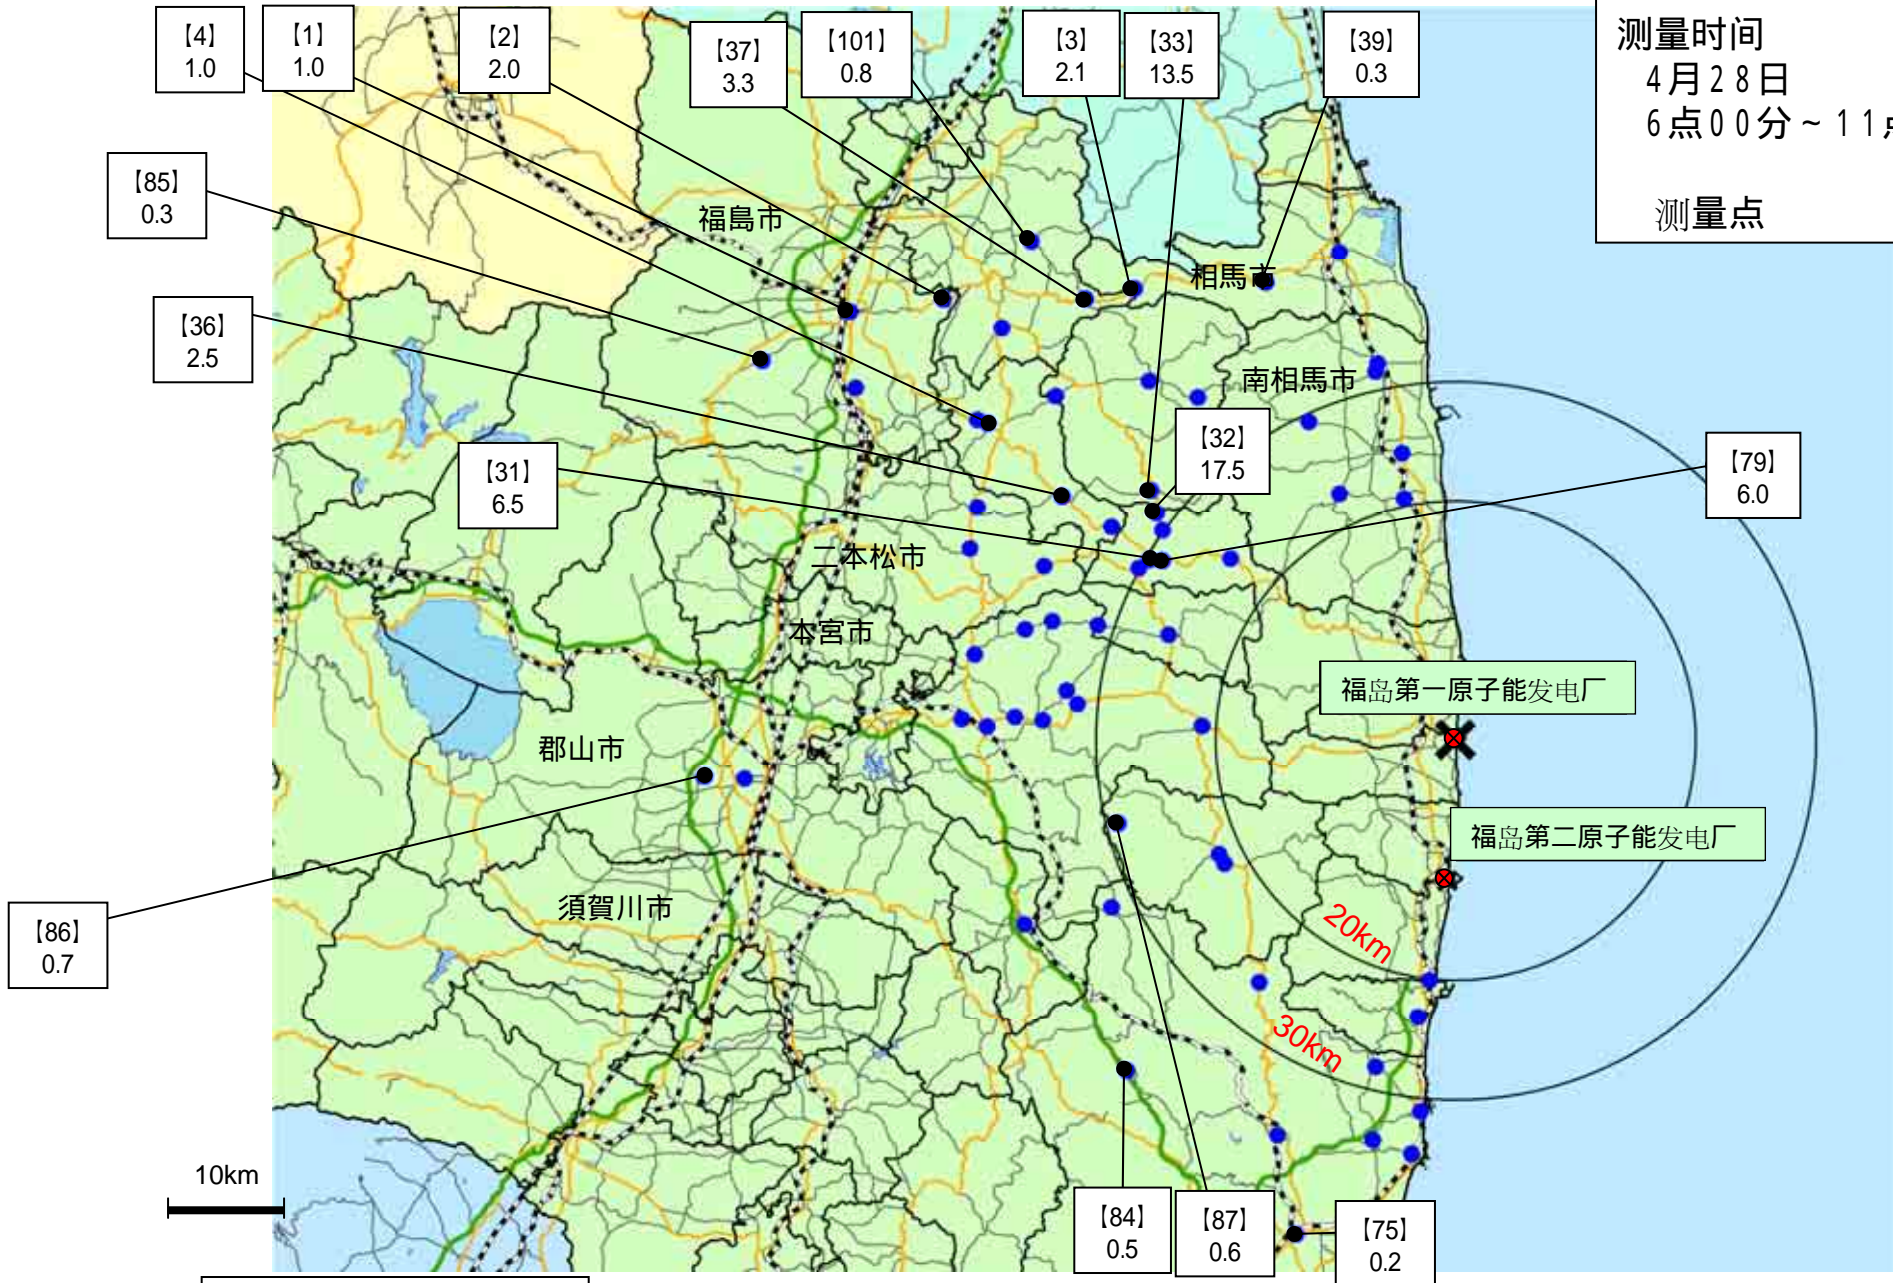 【4】
1.0
【1】
1.0
【2】
2.0
【37】
3.3
【101】
0.8
【3】
2.1
【33】
13.5
【39】
0.3
测量时间
4月28日
6点00分～11点
测量点
【85】
0.3
福島市
相馬市
【36】
2.5
南相馬市
【32】
17.5
【31】
6.5
【79】
6.0
二本松市
本宮市
福岛第一原子能发电厂
郡山市
福岛第二原子能发电厂
須賀川市
20km
【86】
0.7
30km
10km
【84】
0.5
【87】
0.6
【75】
0.2